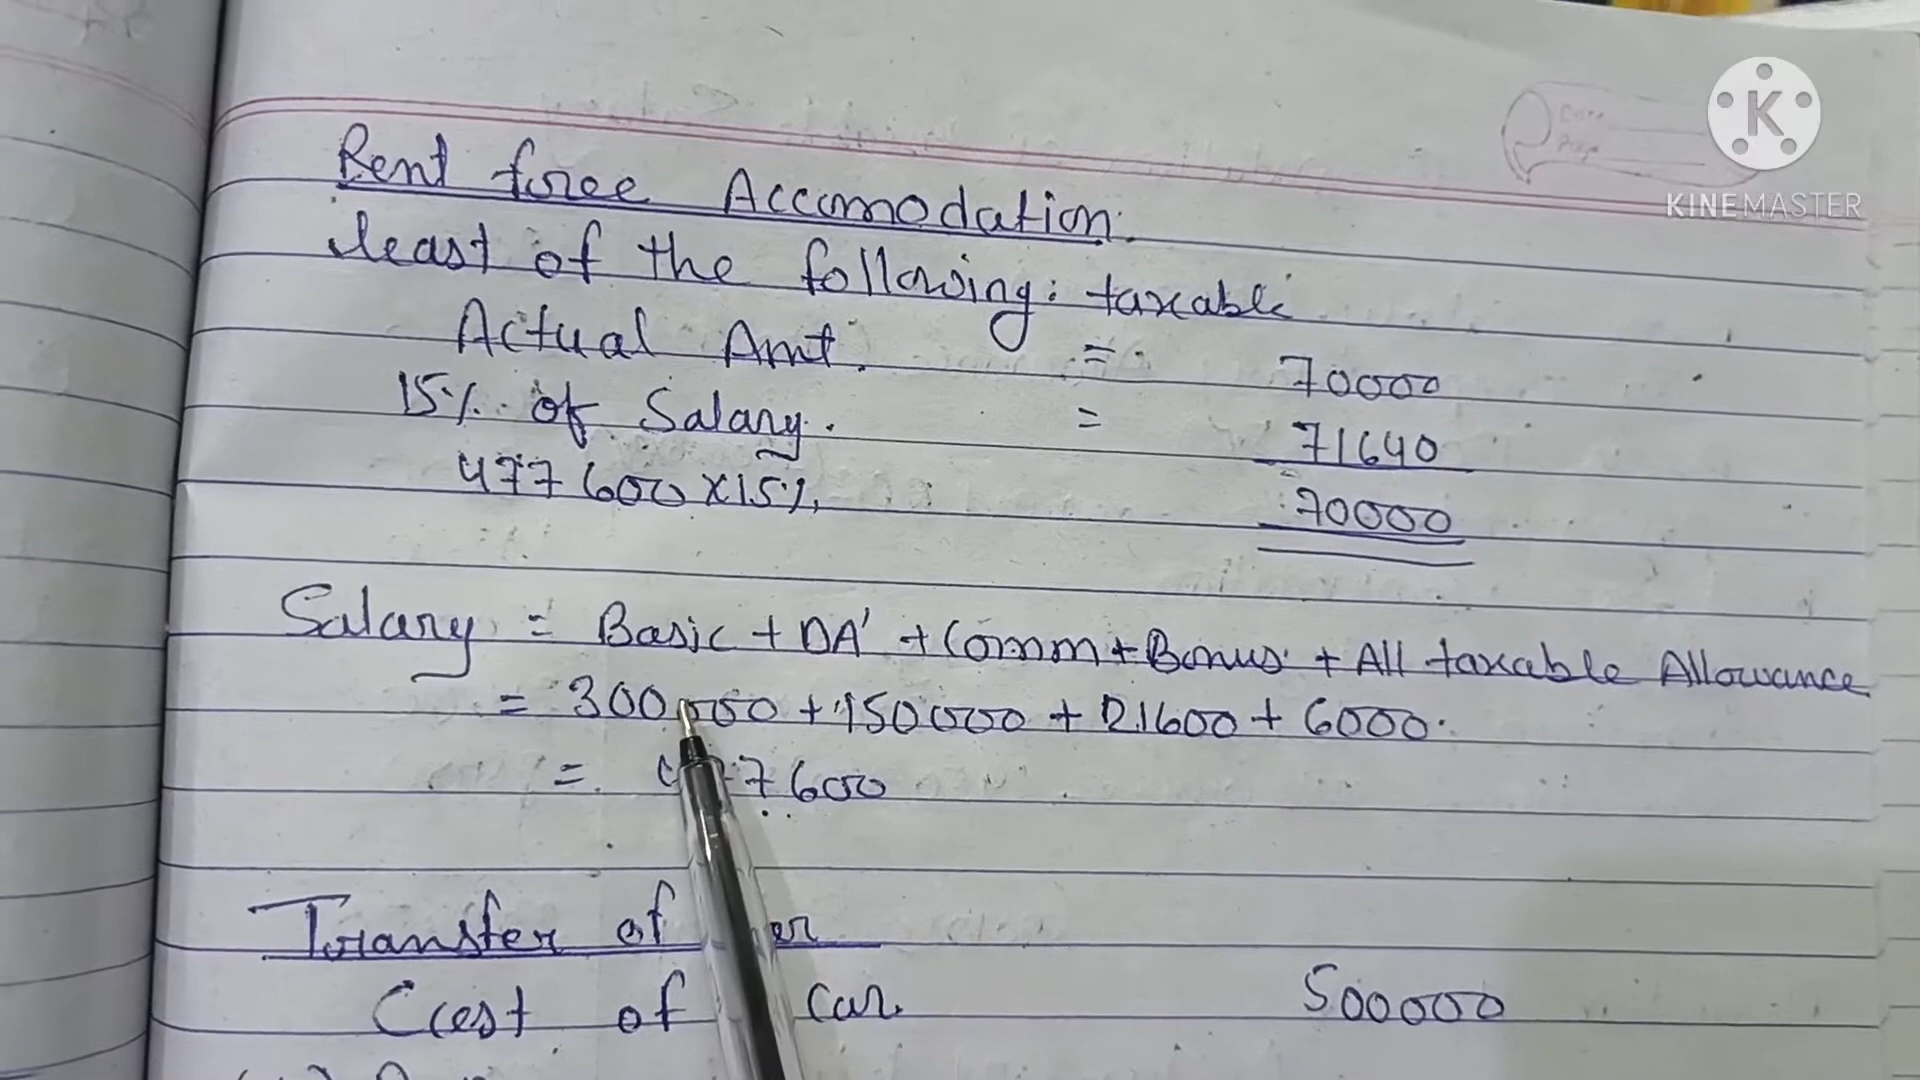 KINEMASTER
Rent free Accomodation.
least of the following: taxable
Actual Amt. = 70000
15% of Salary. = 71640
477600 x 15% 70000
Salary = Basic + DA + Comm + Bonus + All taxable Allowance
= 300000 + 150000 + 21600 + 6000.
= 477600
Transfer of
Cost of Car. 500000